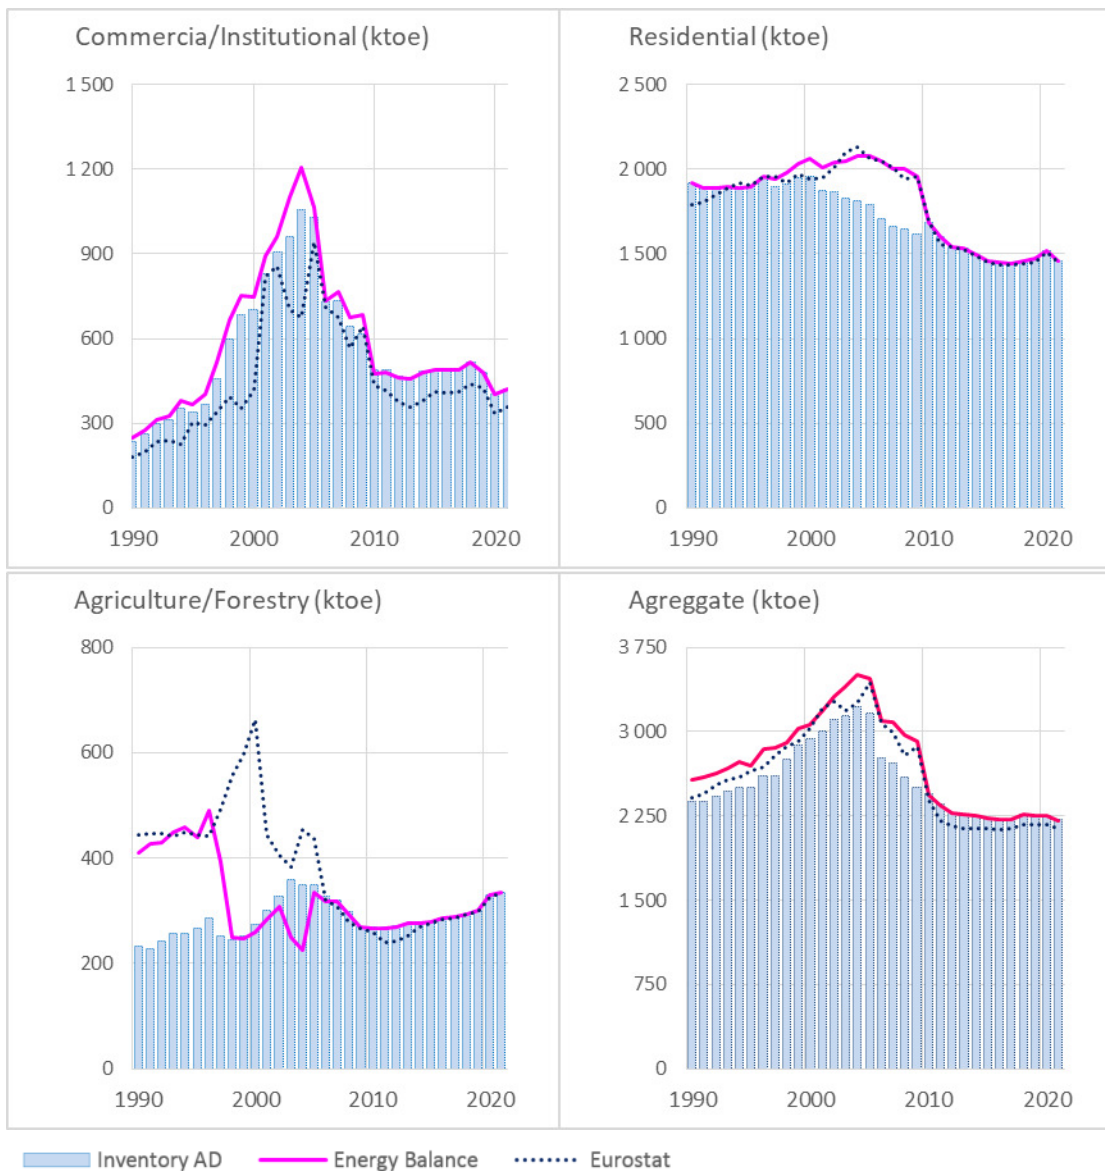 Commercia/Institutional (ktoe)
1 500
1 200
900
600
300
0
1990 2000 2010 2020
Residential (ktoe)
2 500
2 000
1 500
1 000
500
0
1990 2000 2010 2020
Agriculture/Forestry (ktoe)
800
600
400
200
0
1990 2000 2010 2020
Agreggate (ktoe)
3 750
3 000
2 250
1 500
750
0
1990 2000 2010 2020
Inventory AD Energy Balance Eurostat